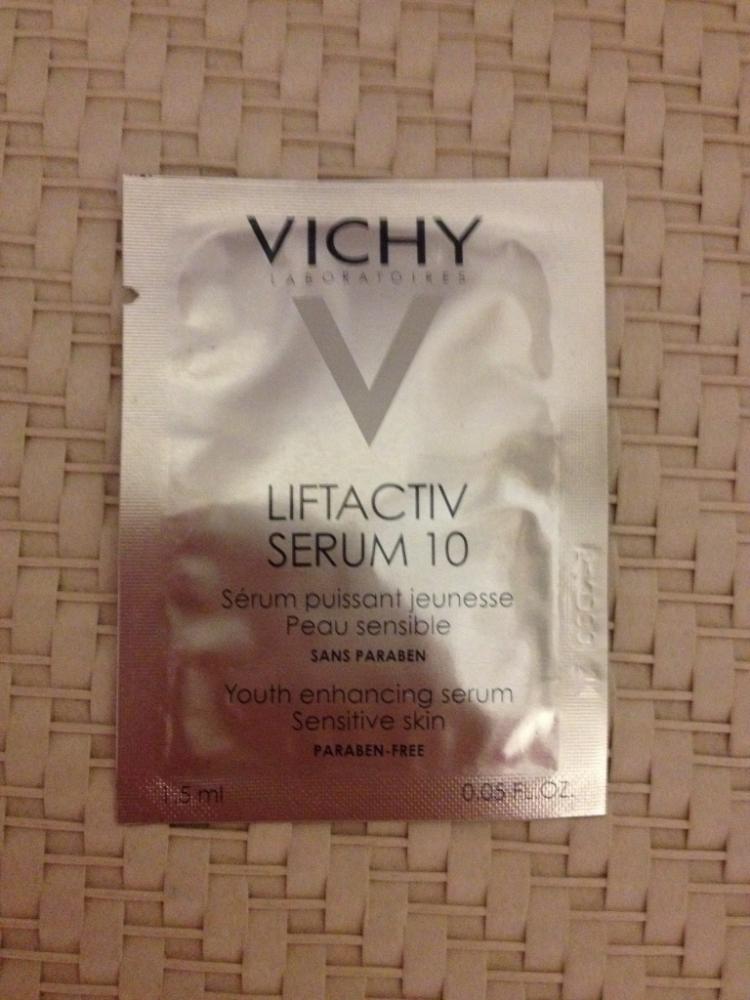 VICHY
LABORATOIRES
V
LIFTACTIV
SERUM 10
Sérum puissant jeunesse
Peau sensible
SANS PARABEN
Youth enhancing serum
Sensitive skin
PARABEN-FREE
1.5 ml 0.05 FL.OZ.